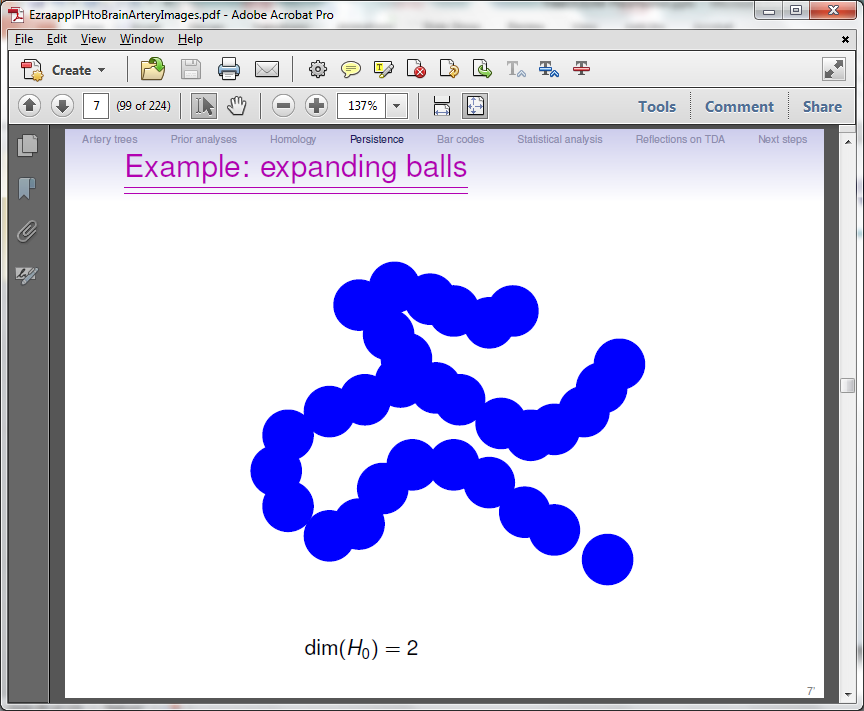 EzraapplPHtoBrainArteryImages.pdf - Adobe Acrobat Pro
File Edit View Window Help
Create
7 (99 of 224) 137% Tools Comment Share
Artery trees Prior analyses Homology Persistence Bar codes Statistical analysis Reflections on TDA Next steps
Example: expanding balls
dim(H₀) = 2
7'